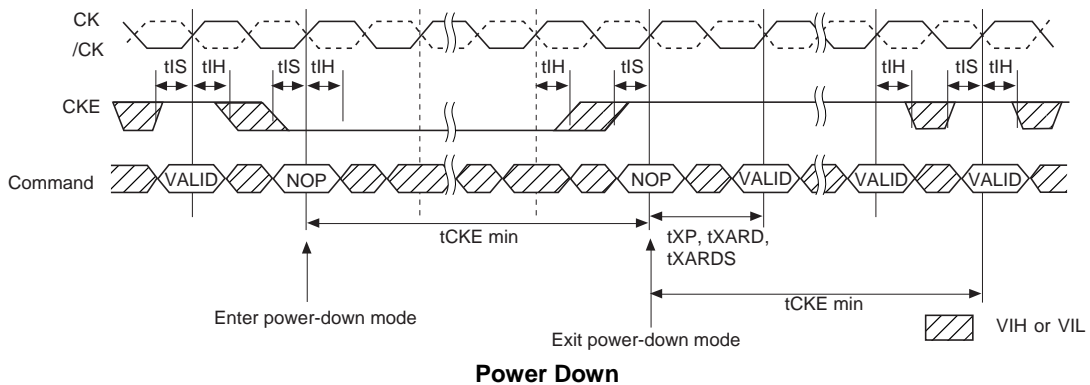 CK
/CK
tIS tIH tIS tIH tIH tIS tIH tIS tIH
CKE
Command VALID NOP NOP VALID VALID VALID
tCKE min
tXP, tXARD,
tXARDS
tCKE min
Enter power-down mode
Exit power-down mode
VIH or VIL
Power Down